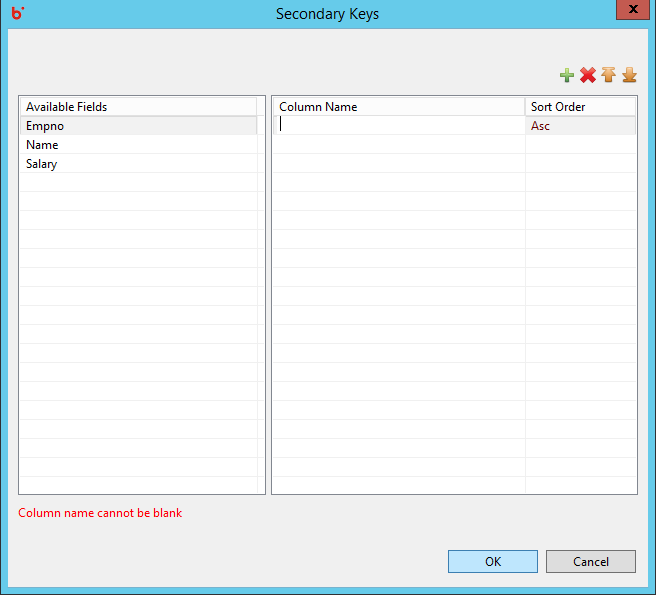 Secondary Keys
Available Fields
Column Name
Sort Order
Empno
Asc
Name
Salary
Column name cannot be blank
OK
Cancel